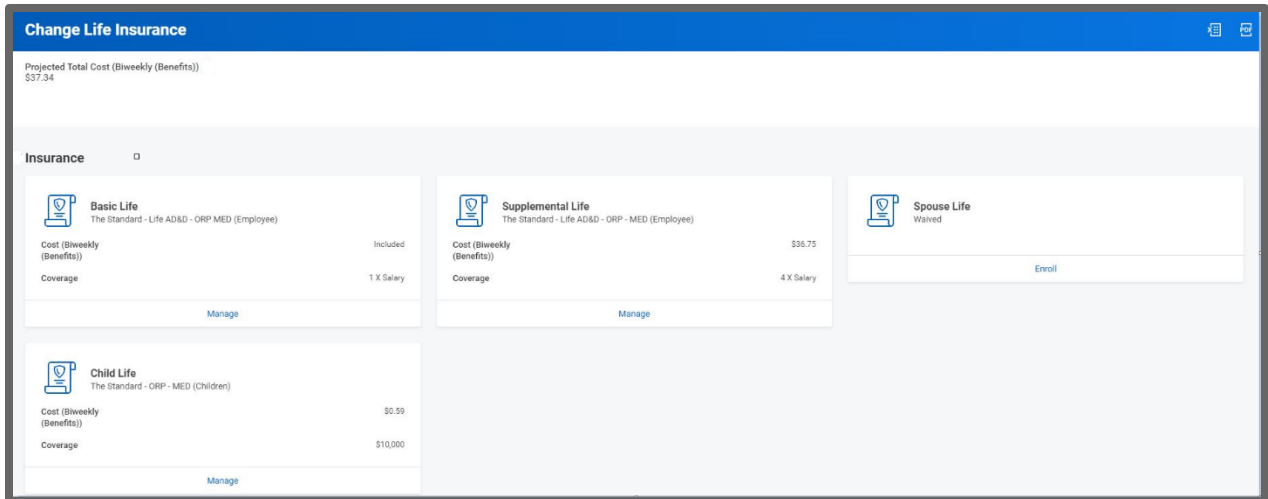 Change Life Insurance
PDF
Projected Total Cost (Biweekly (Benefits))
$37.34
Insurance
Basic Life
The Standard - Life AD&D - ORP MED (Employee)
Cost (Biweekly
(Benefits))
Included
Coverage
1 X Salary
Manage
Supplemental Life
The Standard - Life AD&D - ORP - MED (Employee)
Cost (Biweekly
(Benefits))
$36.75
Coverage
4 X Salary
Manage
Spouse Life
Waived
Enroll
Child Life
The Standard - ORP - MED (Children)
Cost (Biweekly
(Benefits))
$0.59
Coverage
$10,000
Manage